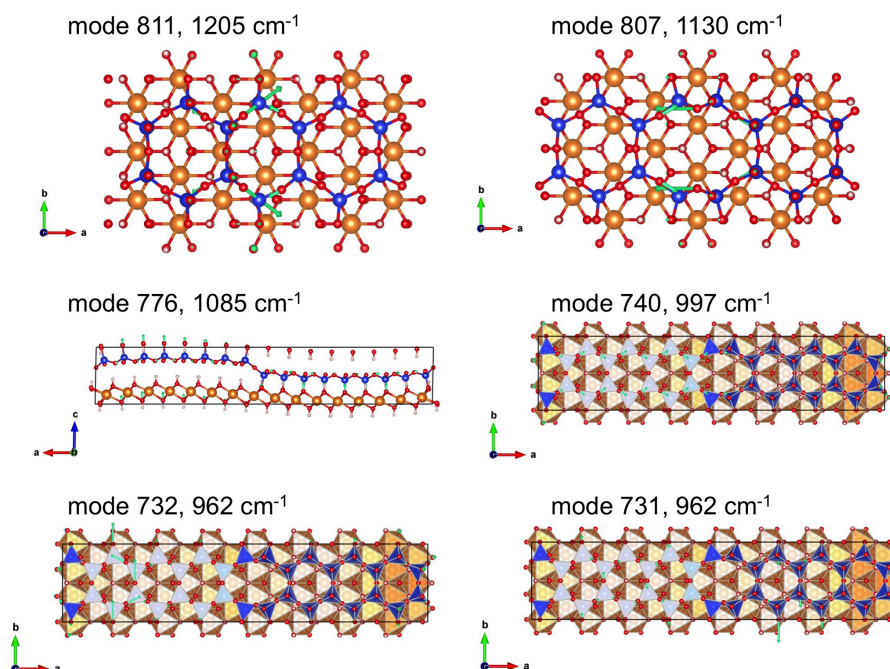 mode 811, 1205 cm⁻¹
mode 807, 1130 cm⁻¹
b
a
b
a
mode 776, 1085 cm⁻¹
mode 740, 997 cm⁻¹
c
a
b
b
a
mode 732, 962 cm⁻¹
mode 731, 962 cm⁻¹
b
a
b
a